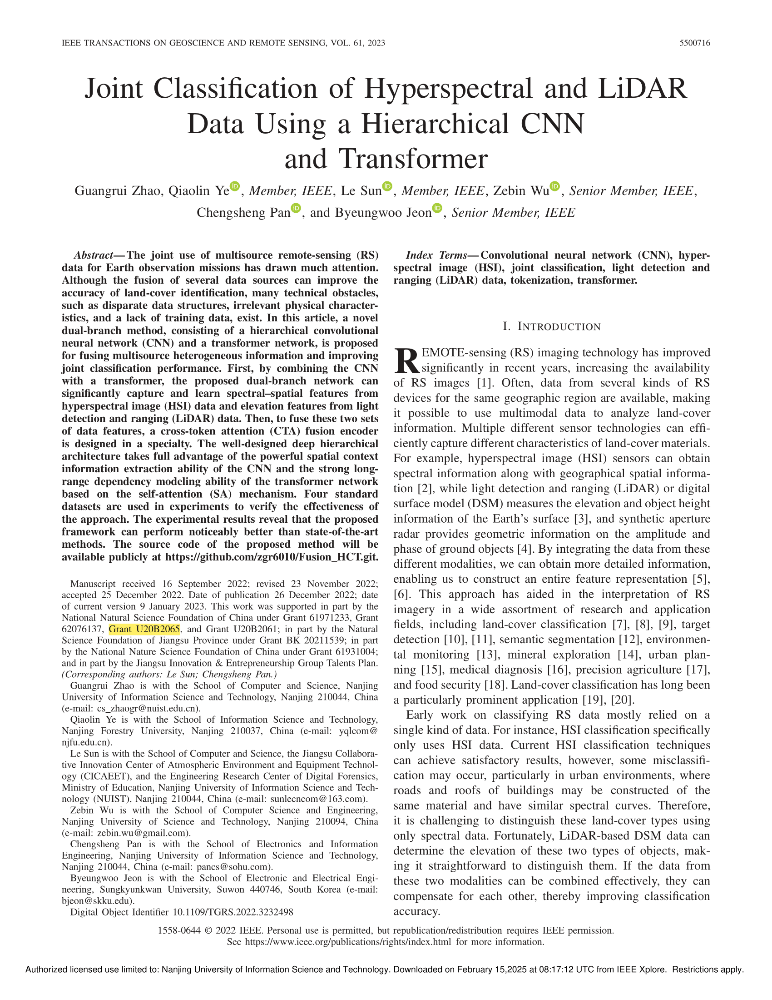 IEEE TRANSACTIONS ON GEOSCIENCE AND REMOTE SENSING, VOL. 61, 2023 5500716
Joint Classification of Hyperspectral and LiDAR
Data Using a Hierarchical CNN
and Transformer
Guangrui Zhao, Qiaolin Ye iD, Member, IEEE, Le Sun iD, Member, IEEE, Zebin Wu iD, Senior Member, IEEE,
Chengsheng Pan iD, and Byeungwoo Jeon iD, Senior Member, IEEE
Abstract—The joint use of multisource remote-sensing (RS)
data for Earth observation missions has drawn much attention.
Although the fusion of several data sources can improve the
accuracy of land-cover identification, many technical obstacles,
such as disparate data structures, irrelevant physical character-
istics, and a lack of training data, exist. In this article, a novel
dual-branch method, consisting of a hierarchical convolutional
neural network (CNN) and a transformer network, is proposed
for fusing multisource heterogeneous information and improving
joint classification performance. First, by combining the CNN
with a transformer, the proposed dual-branch network can
significantly capture and learn spectral–spatial features from
hyperspectral image (HSI) data and elevation features from light
detection and ranging (LiDAR) data. Then, to fuse these two sets
of data features, a cross-token attention (CTA) fusion encoder
is designed in a specialty. The well-designed deep hierarchical
architecture takes full advantage of the powerful spatial context
information extraction ability of the CNN and the strong long-
range dependency modeling ability of the transformer network
based on the self-attention (SA) mechanism. Four standard
datasets are used in experiments to verify the effectiveness of
the approach. The experimental results reveal that the proposed
framework can perform noticeably better than state-of-the-art
methods. The source code of the proposed method will be
available publicly at https://github.com/zgr6010/Fusion_HCT.git.
Manuscript received 16 September 2022; revised 23 November 2022;
accepted 25 December 2022. Date of publication 26 December 2022; date
of current version 9 January 2023. This work was supported in part by the
National Natural Science Foundation of China under Grant 61971233, Grant
62076137, Grant U20B2065, and Grant U20B2061; in part by the Natural
Science Foundation of Jiangsu Province under Grant BK 20211539; in part
by the National Nature Science Foundation of China under Grant 61931004;
and in part by the Jiangsu Innovation & Entrepreneurship Group Talents Plan.
(Corresponding authors: Le Sun; Chengsheng Pan.)
Guangrui Zhao is with the School of Computer and Science, Nanjing
University of Information Science and Technology, Nanjing 210044, China
(e-mail: cs_zhaogr@nuist.edu.cn).
Qiaolin Ye is with the School of Information Science and Technology,
Nanjing Forestry University, Nanjing 210037, China (e-mail: yqlcom@
njfu.edu.cn).
Le Sun is with the School of Computer and Science, the Jiangsu Collabora-
tive Innovation Center of Atmospheric Environment and Equipment Technol-
ogy (CICAEET), and the Engineering Research Center of Digital Forensics,
Ministry of Education, Nanjing University of Information Science and Tech-
nology (NUIST), Nanjing 210044, China (e-mail: sunlecncom@163.com).
Zebin Wu is with the School of Computer Science and Engineering,
Nanjing University of Science and Technology, Nanjing 210094, China
(e-mail: zebin.wu@gmail.com).
Chengsheng Pan is with the School of Electronics and Information
Engineering, Nanjing University of Information Science and Technology,
Nanjing 210044, China (e-mail: pancs@sohu.com).
Byeungwoo Jeon is with the School of Electronic and Electrical Engi-
neering, Sungkyunkwan University, Suwon 440746, South Korea (e-mail:
bjeon@skku.edu).
Digital Object Identifier 10.1109/TGRS.2022.3232498
Index Terms—Convolutional neural network (CNN), hyper-
spectral image (HSI), joint classification, light detection and
ranging (LiDAR) data, tokenization, transformer.
I. INTRODUCTION
REMOTE-sensing (RS) imaging technology has improved
significantly in recent years, increasing the availability
of RS images [1]. Often, data from several kinds of RS
devices for the same geographic region are available, making
it possible to use multimodal data to analyze land-cover
information. Multiple different sensor technologies can effi-
ciently capture different characteristics of land-cover materials.
For example, hyperspectral image (HSI) sensors can obtain
spectral information along with geographical spatial informa-
tion [2], while light detection and ranging (LiDAR) or digital
surface model (DSM) measures the elevation and object height
information of the Earth's surface [3], and synthetic aperture
radar provides geometric information on the amplitude and
phase of ground objects [4]. By integrating the data from these
different modalities, we can obtain more detailed information,
enabling us to construct an entire feature representation [5],
[6]. This approach has aided in the interpretation of RS
imagery in a wide assortment of research and application
fields, including land-cover classification [7], [8], [9], target
detection [10], [11], semantic segmentation [12], environmen-
tal monitoring [13], mineral exploration [14], urban plan-
ning [15], medical diagnosis [16], precision agriculture [17],
and food security [18]. Land-cover classification has long been
a particularly prominent application [19], [20].
Early work on classifying RS data mostly relied on a
single kind of data. For instance, HSI classification specifically
only uses HSI data. Current HSI classification techniques
can achieve satisfactory results, however, some misclassifi-
cation may occur, particularly in urban environments, where
roads and roofs of buildings may be constructed of the
same material and have similar spectral curves. Therefore,
it is challenging to distinguish these land-cover types using
only spectral data. Fortunately, LiDAR-based DSM data can
determine the elevation of these two types of objects, mak-
ing it straightforward to distinguish them. If the data from
these two modalities can be combined effectively, they can
compensate for each other, thereby improving classification
accuracy.
1558-0644 © 2022 IEEE. Personal use is permitted, but republication/redistribution requires IEEE permission.
See https://www.ieee.org/publications/rights/index.html for more information.
Authorized licensed use limited to: Nanjing University of Information Science and Technology. Downloaded on February 15,2025 at 08:17:12 UTC from IEEE Xplore. Restrictions apply.